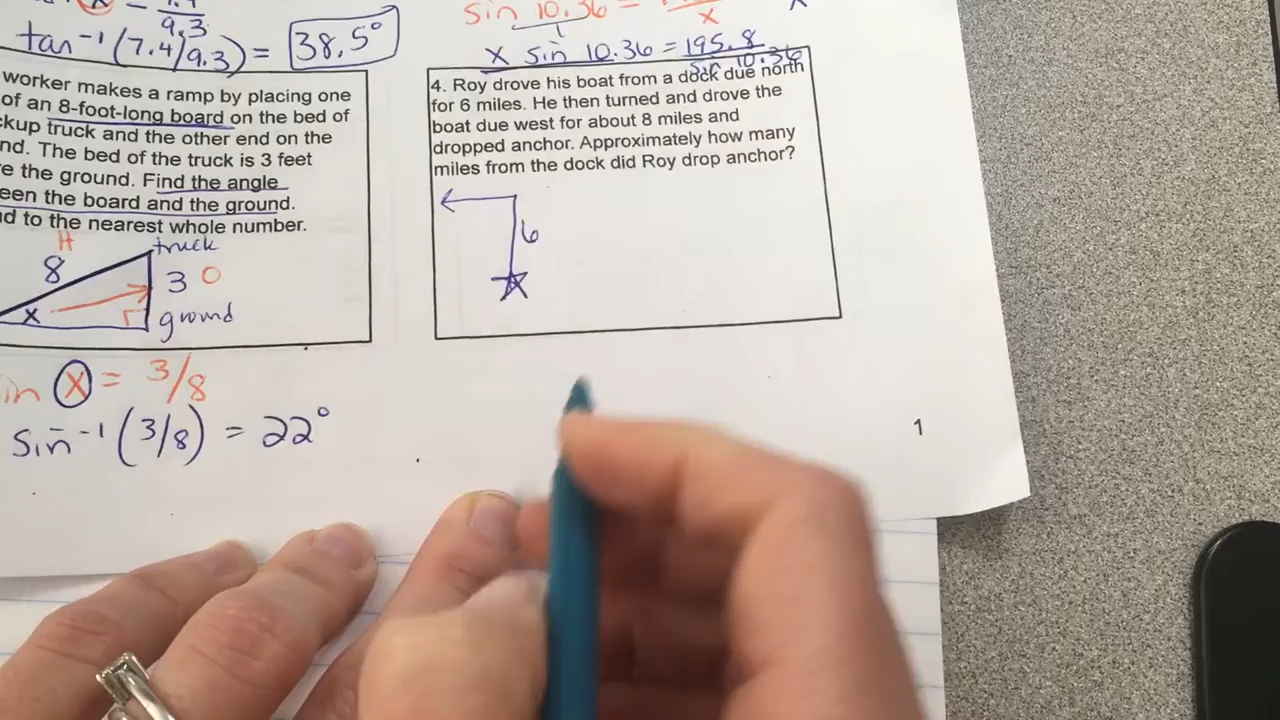 9.3
tan⁻¹ (7.4/9.3) = 38.5°
sin 10.36 =
x
x sin 10.36 = 195.8
sin 10.36
worker makes a ramp by placing one
of an 8-foot-long board on the bed of
truck and the other end on the
The bed of the truck is 3 feet
the ground. Find the angle
the board and the ground.
to the nearest whole number.
H
truck
8
3 O
x
ground
x = 3/8
sin⁻¹ (3/8) = 22°
4. Roy drove his boat from a dock due north
for 6 miles. He then turned and drove the
boat due west for about 8 miles and
dropped anchor. Approximately how many
miles from the dock did Roy drop anchor?
6
1